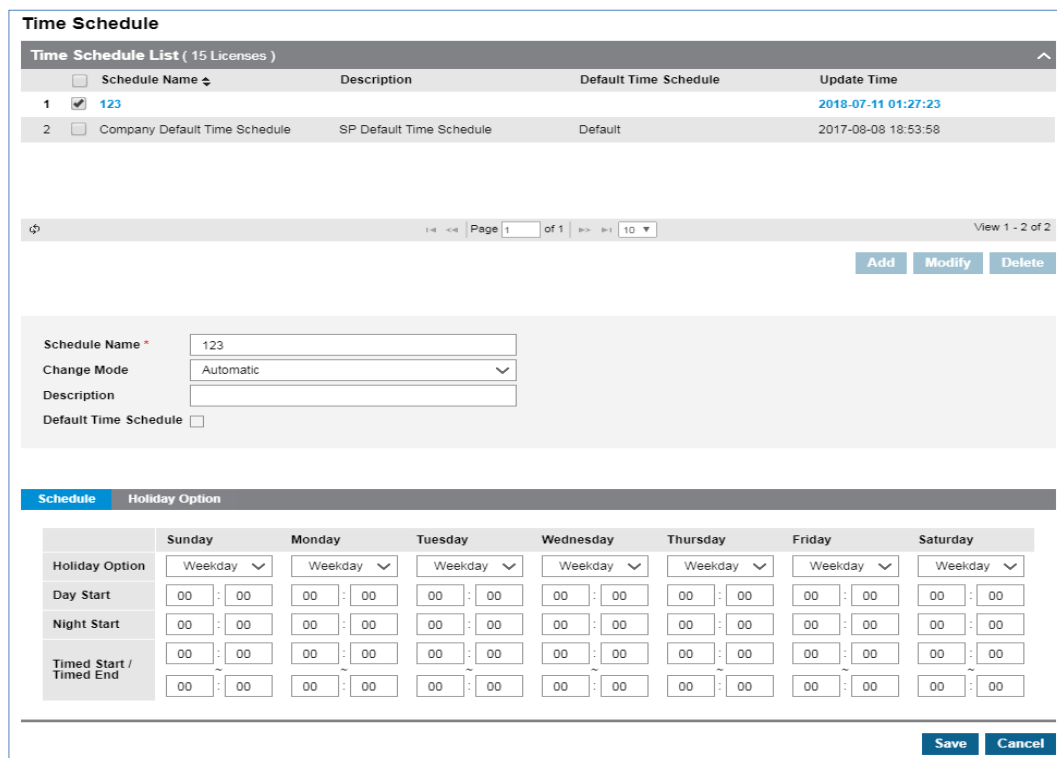 Time Schedule
Time Schedule List ( 15 Licenses )
Schedule Name Description Default Time Schedule Update Time
1 123 2018-07-11 01:27:23
2 Company Default Time Schedule SP Default Time Schedule Default 2017-08-08 18:53:58
Page 1 of 1 10 View 1 - 2 of 2
Add Modify Delete
Schedule Name * 123
Change Mode Automatic
Description
Default Time Schedule
Schedule Holiday Option
Sunday Monday Tuesday Wednesday Thursday Friday Saturday
Holiday Option Weekday Weekday Weekday Weekday Weekday Weekday Weekday
Day Start 00 : 00 00 : 00 00 : 00 00 : 00 00 : 00 00 : 00 00 : 00
Night Start 00 : 00 00 : 00 00 : 00 00 : 00 00 : 00 00 : 00 00 : 00
Timed Start /
Timed End
00 : 00 00 : 00 00 : 00 00 : 00 00 : 00 00 : 00 00 : 00
~ ~ ~ ~ ~ ~ ~
00 : 00 00 : 00 00 : 00 00 : 00 00 : 00 00 : 00 00 : 00
Save Cancel